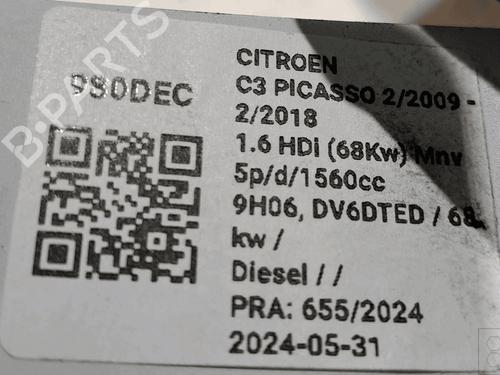 B-PARTS
980DEC
CITROEN
C3 PICASSO 2/2009 -
2/2018
1.6 HDi (68Kw) Mnv
5p/d/1560cc
9H06, DV6DTED / 68
kw /
Diesel / /
PRA: 655/2024
2024-05-31